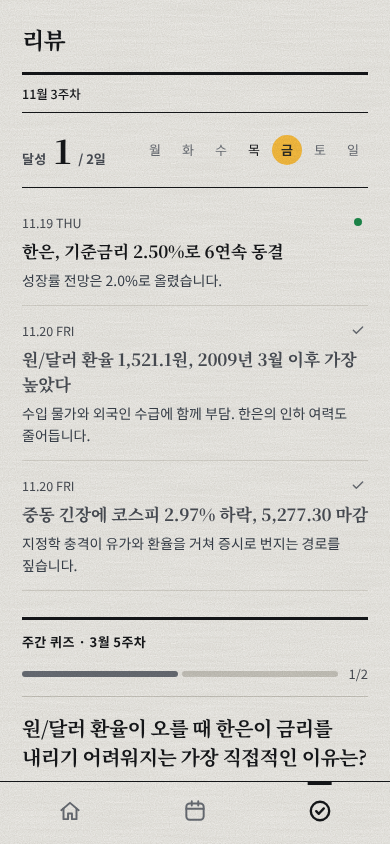 리뷰
11월 3주차
달성 1 / 2일
월 화 수 목 금 토 일
11.19 THU
한은, 기준금리 2.50%로 6연속 동결
성장률 전망은 2.0%로 올렸습니다.
11.20 FRI
원/달러 환율 1,521.1원, 2009년 3월 이후 가장
높았다
수입 물가와 외국인 수급에 함께 부담. 한은의 인하 여력도
줄어듭니다.
11.20 FRI
중동 긴장에 코스피 2.97% 하락, 5,277.30 마감
지정학 충격이 유가와 환율을 거쳐 증시로 번지는 경로를
짚습니다.
주간 퀴즈 · 3월 5주차
1/2
원/달러 환율이 오를 때 한은이 금리를
내리기 어려워지는 가장 직접적인 이유는?